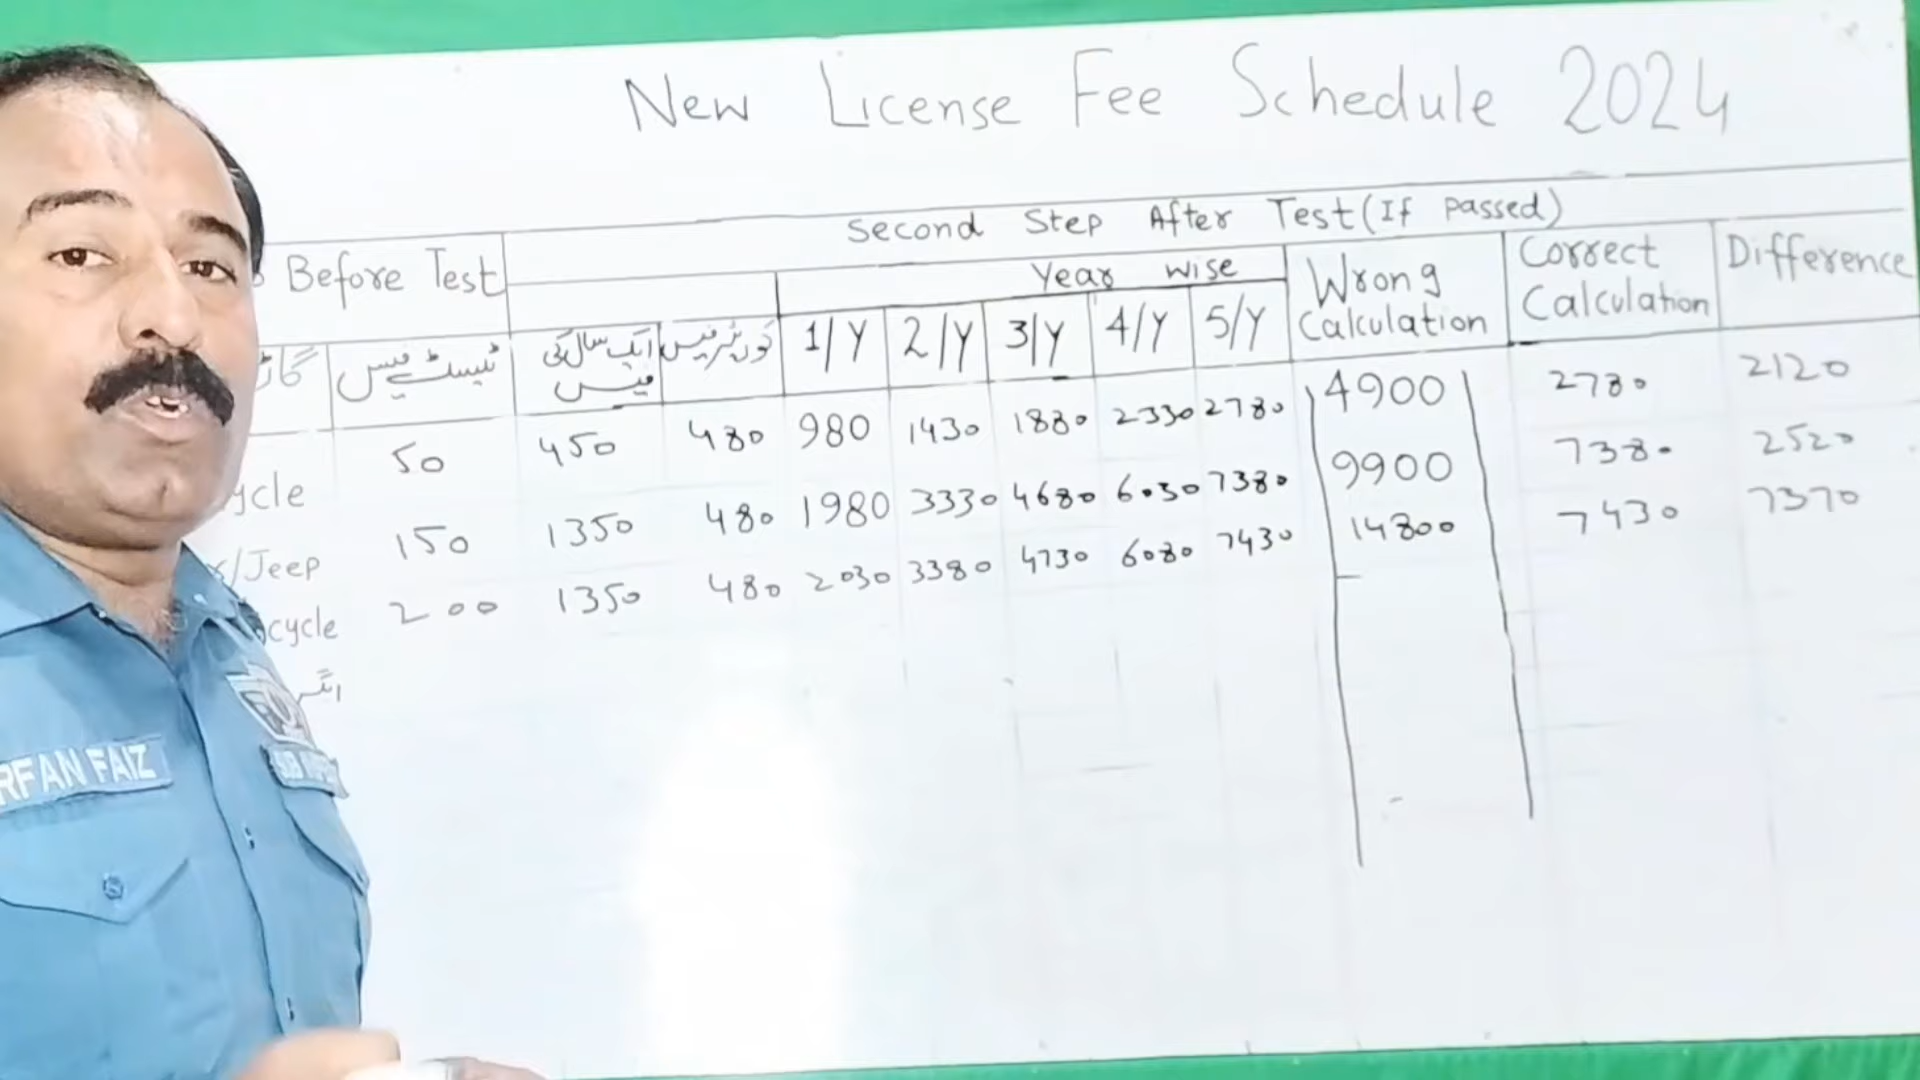 New License Fee Schedule 2024
Second Step After Test (If passed)
Before Test
Year wise
Wrong Calculation
Correct Calculation
Difference
ٹیسٹ فیس
ایک سال کی فیس
کورئیر فیس
1/Y 2/Y 3/Y 4/Y 5/Y
50 450 480 980 1430 1880 2330 2780 4900 2780 2120
150 1350 480 1980 3330 4680 6030 7380 9900 7380 2520
200 1350 480 2030 3380 4730 6080 7430 14800 7430 7370
ycle
/Jeep
cycle
RFAN FAIZ